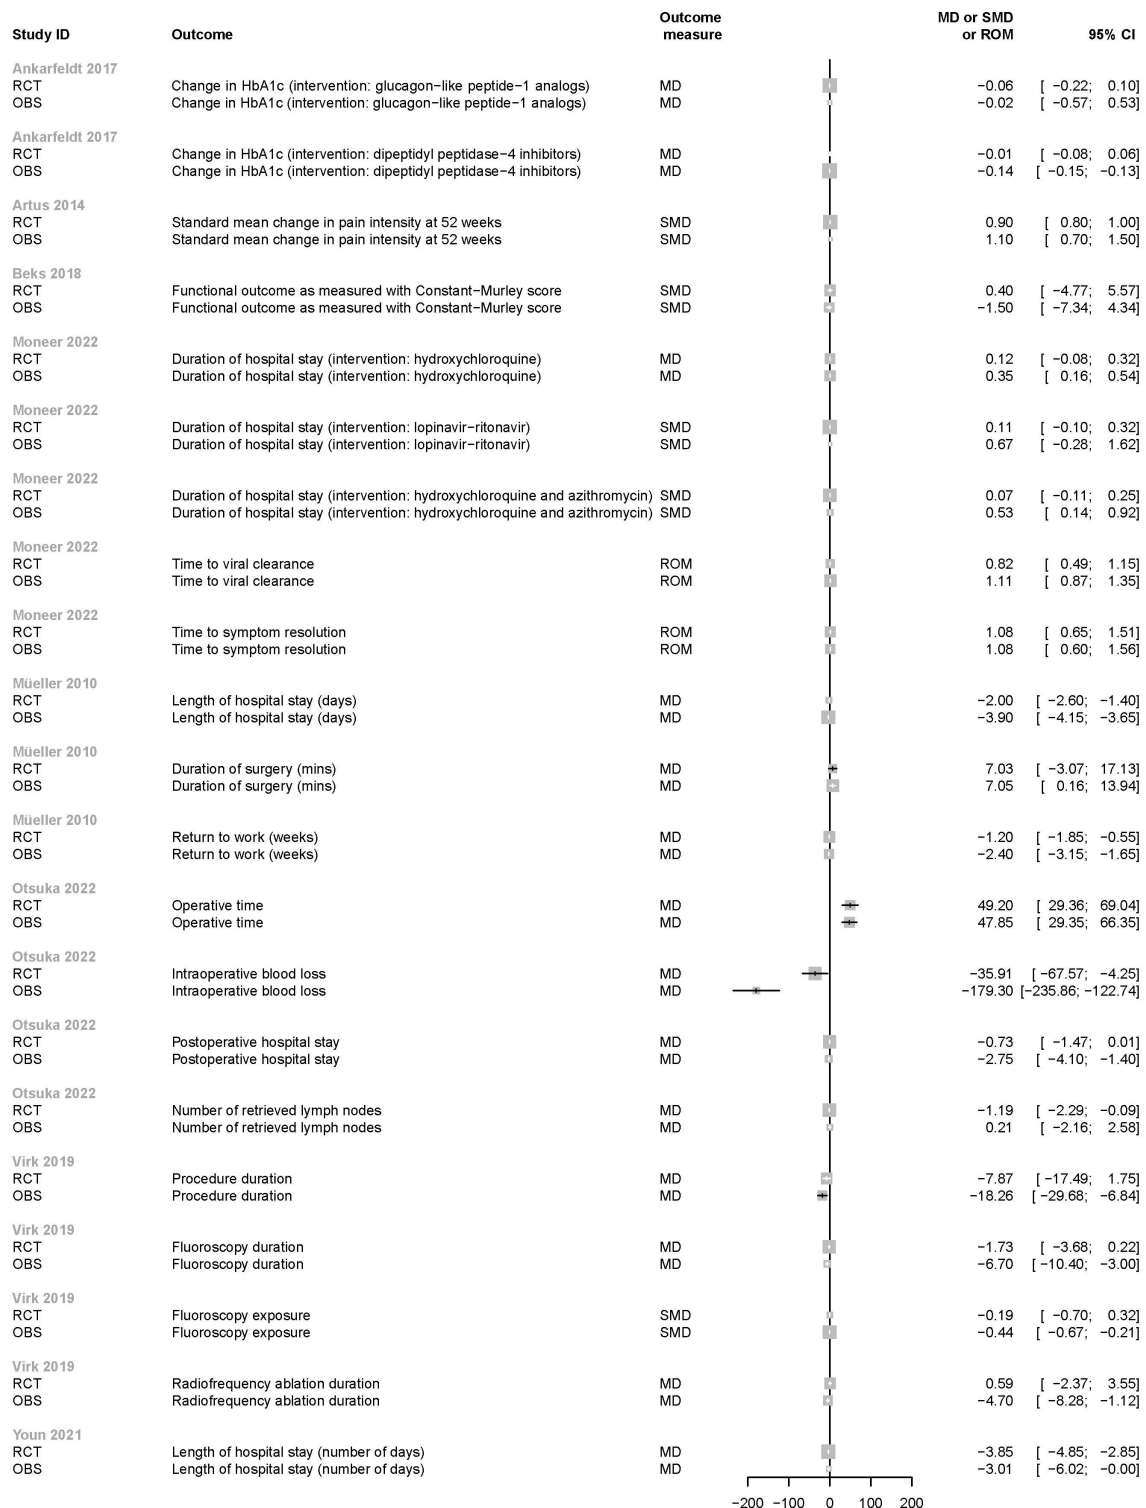 Outcome MD or SMD
Study ID Outcome measure or ROM 95% CI
Ankarfeldt 2017
RCT Change in HbA1c (intervention: glucagon−like peptide−1 analogs) MD −0.06 [ −0.22; 0.10]
OBS Change in HbA1c (intervention: glucagon−like peptide−1 analogs) MD −0.02 [ −0.57; 0.53]
Ankarfeldt 2017
RCT Change in HbA1c (intervention: dipeptidyl peptidase−4 inhibitors) MD −0.01 [ −0.08; 0.06]
OBS Change in HbA1c (intervention: dipeptidyl peptidase−4 inhibitors) MD −0.14 [ −0.15; −0.13]
Artus 2014
RCT Standard mean change in pain intensity at 52 weeks SMD 0.90 [ 0.80; 1.00]
OBS Standard mean change in pain intensity at 52 weeks SMD 1.10 [ 0.70; 1.50]
Beks 2018
RCT Functional outcome as measured with Constant−Murley score SMD 0.40 [ −4.77; 5.57]
OBS Functional outcome as measured with Constant−Murley score SMD −1.50 [ −7.34; 4.34]
Moneer 2022
RCT Duration of hospital stay (intervention: hydroxychloroquine) MD 0.12 [ −0.08; 0.32]
OBS Duration of hospital stay (intervention: hydroxychloroquine) MD 0.35 [ 0.16; 0.54]
Moneer 2022
RCT Duration of hospital stay (intervention: lopinavir−ritonavir) SMD 0.11 [ −0.10; 0.32]
OBS Duration of hospital stay (intervention: lopinavir−ritonavir) SMD 0.67 [ −0.28; 1.62]
Moneer 2022
RCT Duration of hospital stay (intervention: hydroxychloroquine and azithromycin) SMD 0.07 [ −0.11; 0.25]
OBS Duration of hospital stay (intervention: hydroxychloroquine and azithromycin) SMD 0.53 [ 0.14; 0.92]
Moneer 2022
RCT Time to viral clearance ROM 0.82 [ 0.49; 1.15]
OBS Time to viral clearance ROM 1.11 [ 0.87; 1.35]
Moneer 2022
RCT Time to symptom resolution ROM 1.08 [ 0.65; 1.51]
OBS Time to symptom resolution ROM 1.08 [ 0.60; 1.56]
Müeller 2010
RCT Length of hospital stay (days) MD −2.00 [ −2.60; −1.40]
OBS Length of hospital stay (days) MD −3.90 [ −4.15; −3.65]
Müeller 2010
RCT Duration of surgery (mins) MD 7.03 [ −3.07; 17.13]
OBS Duration of surgery (mins) MD 7.05 [ 0.16; 13.94]
Müeller 2010
RCT Return to work (weeks) MD −1.20 [ −1.85; −0.55]
OBS Return to work (weeks) MD −2.40 [ −3.15; −1.65]
Otsuka 2022
RCT Operative time MD 49.20 [ 29.36; 69.04]
OBS Operative time MD 47.85 [ 29.35; 66.35]
Otsuka 2022
RCT Intraoperative blood loss MD −35.91 [ −67.57; −4.25]
OBS Intraoperative blood loss MD −179.30 [−235.86; −122.74]
Otsuka 2022
RCT Postoperative hospital stay MD −0.73 [ −1.47; 0.01]
OBS Postoperative hospital stay MD −2.75 [ −4.10; −1.40]
Otsuka 2022
RCT Number of retrieved lymph nodes MD −1.19 [ −2.29; −0.09]
OBS Number of retrieved lymph nodes MD 0.21 [ −2.16; 2.58]
Virk 2019
RCT Procedure duration MD −7.87 [ −17.49; 1.75]
OBS Procedure duration MD −18.26 [ −29.68; −6.84]
Virk 2019
RCT Fluoroscopy duration MD −1.73 [ −3.68; 0.22]
OBS Fluoroscopy duration MD −6.70 [ −10.40; −3.00]
Virk 2019
RCT Fluoroscopy exposure SMD −0.19 [ −0.70; 0.32]
OBS Fluoroscopy exposure SMD −0.44 [ −0.67; −0.21]
Virk 2019
RCT Radiofrequency ablation duration MD 0.59 [ −2.37; 3.55]
OBS Radiofrequency ablation duration MD −4.70 [ −8.28; −1.12]
Youn 2021
RCT Length of hospital stay (number of days) MD −3.85 [ −4.85; −2.85]
OBS Length of hospital stay (number of days) MD −3.01 [ −6.02; −0.00]
−200 −100 0 100 200